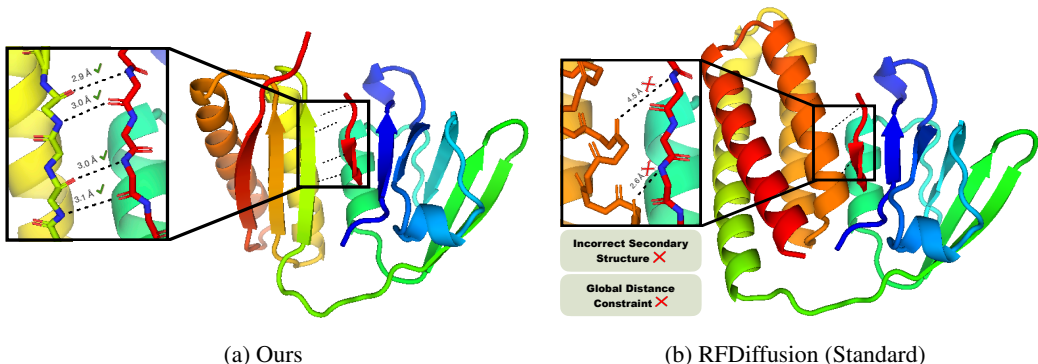 2.9 Å ✓
3.0 Å ✓
3.0 Å ✓
3.1 Å ✓
4.5 Å ✗
2.6 Å ✗
Incorrect Secondary
Structure ✗
Global Distance
Constraint ✗
(a) Ours
(b) RFDiffusion (Standard)